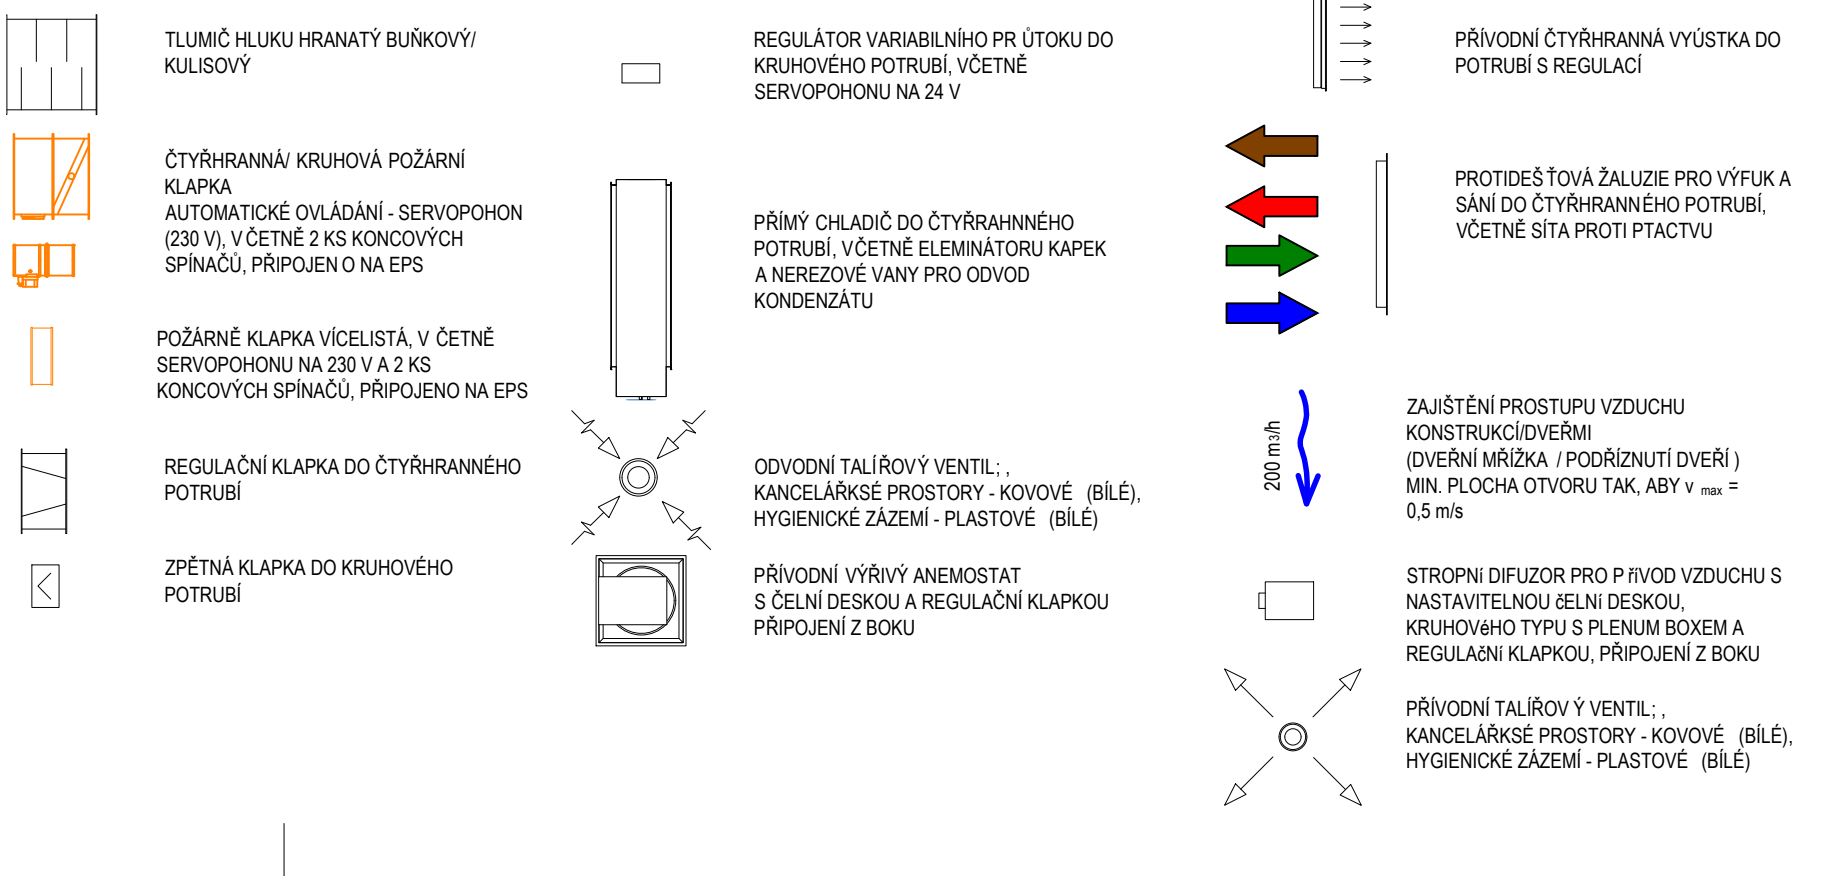 TLUMIČ HLUKU HRANATÝ BUŇKOVÝ/
KULISOVÝ
ČTYŘHRANNÁ/ KRUHOVÁ POŽÁRNÍ
KLAPKA
AUTOMATICKÉ OVLÁDÁNÍ - SERVOPOHON
(230 V), V ČETNĚ 2 KS KONCOVÝCH
SPÍNAČŮ, PŘIPOJEN O NA EPS
POŽÁRNĚ KLAPKA VÍCELISTÁ, V ČETNĚ
SERVOPOHONU NA 230 V A 2 KS
KONCOVÝCH SPÍNAČŮ, PŘIPOJENO NA EPS
REGULAČNÍ KLAPKA DO ČTYŘHRANNÉHO
POTRUBÍ
ZPĚTNÁ KLAPKA DO KRUHOVÉHO
POTRUBÍ
REGULÁTOR VARIABILNÍHO PR ŮTOKU DO
KRUHOVÉHO POTRUBÍ, VČETNĚ
SERVOPOHONU NA 24 V
PŘÍMÝ CHLADIČ DO ČTYŘRAHNNÉHO
POTRUBÍ, VČETNĚ ELEMINÁTORU KAPEK
A NEREZOVÉ VANY PRO ODVOD
KONDENZÁTU
ODVODNÍ TALÍŘOVÝ VENTIL; ,
KANCELÁŘKSÉ PROSTORY - KOVOVÉ (BÍLÉ),
HYGIENICKÉ ZÁZEMÍ - PLASTOVÉ (BÍLÉ)
PŘÍVODNÍ VÝŘIVÝ ANEMOSTAT
S ČELNÍ DESKOU A REGULAČNÍ KLAPKOU
PŘIPOJENÍ Z BOKU
PŘÍVODNÍ ČTYŘHRANNÁ VYÚSTKA DO
POTRUBÍ S REGULACÍ
PROTIDEŠ ŤOVÁ ŽALUZIE PRO VÝFUK A
SÁNÍ DO ČTYŘHRANNÉHO POTRUBÍ,
VČETNĚ SÍTA PROTI PTACTVU
200 m3/h
ZAJIŠTĚNÍ PROSTUPU VZDUCHU
KONSTRUKCÍ/DVEŘMI
(DVEŘNÍ MŘÍŽKA / PODŘÍZNUTÍ DVEŘÍ )
MIN. PLOCHA OTVORU TAK, ABY v max =
0,5 m/s
STROPNí DIFUZOR PRO P říVOD VZDUCHU S
NASTAVITELNOU čELNí DESKOU,
KRUHOVéHO TYPU S PLENUM BOXEM A
REGULAčNí KLAPKOU, PŘIPOJENÍ Z BOKU
PŘÍVODNÍ TALÍŘOV Ý VENTIL; ,
KANCELÁŘKSÉ PROSTORY - KOVOVÉ (BÍLÉ),
HYGIENICKÉ ZÁZEMÍ - PLASTOVÉ (BÍLÉ)